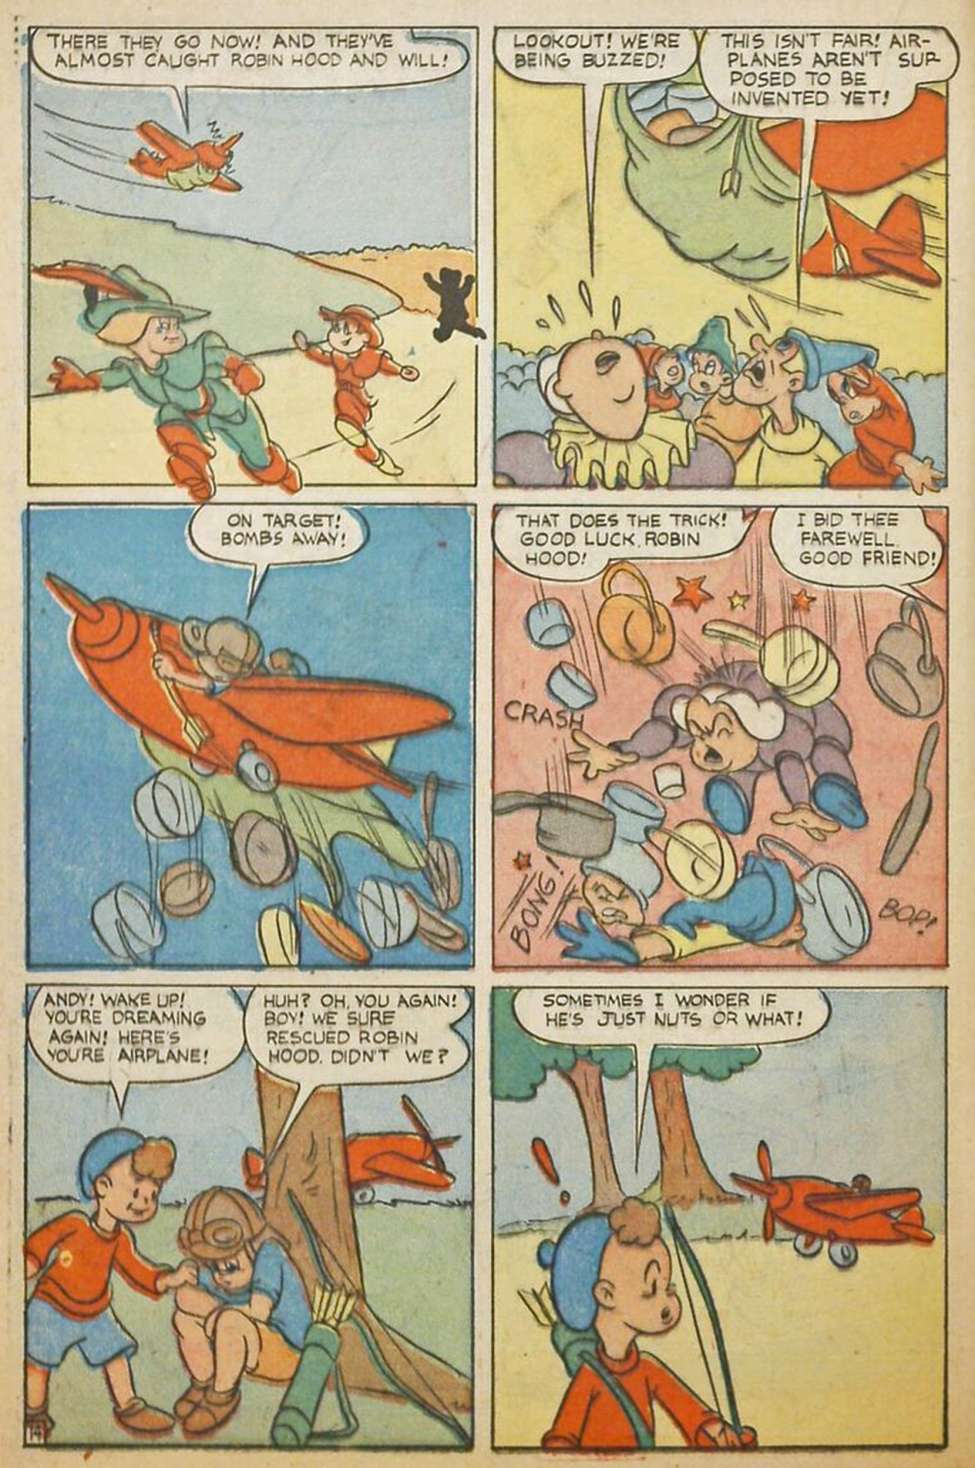 THERE THEY GO NOW! AND THEY'VE
ALMOST CAUGHT ROBIN HOOD AND WILL!
LOOKOUT! WE'RE
BEING BUZZED!
THIS ISN'T FAIR! AIR-
PLANES AREN'T SUP-
POSED TO BE
INVENTED YET!
ON TARGET!
BOMBS AWAY!
THAT DOES THE TRICK!
GOOD LUCK, ROBIN
HOOD!
I BID THEE
FAREWELL,
GOOD FRIEND!
CRASH
BONG!
BOP!
ANDY! WAKE UP!
YOU'RE DREAMING
AGAIN! HERE'S
YOU'RE AIRPLANE!
HUH? OH, YOU AGAIN!
BOY! WE SURE
RESCUED ROBIN
HOOD, DIDN'T WE?
SOMETIMES I WONDER IF
HE'S JUST NUTS OR WHAT!
!
14